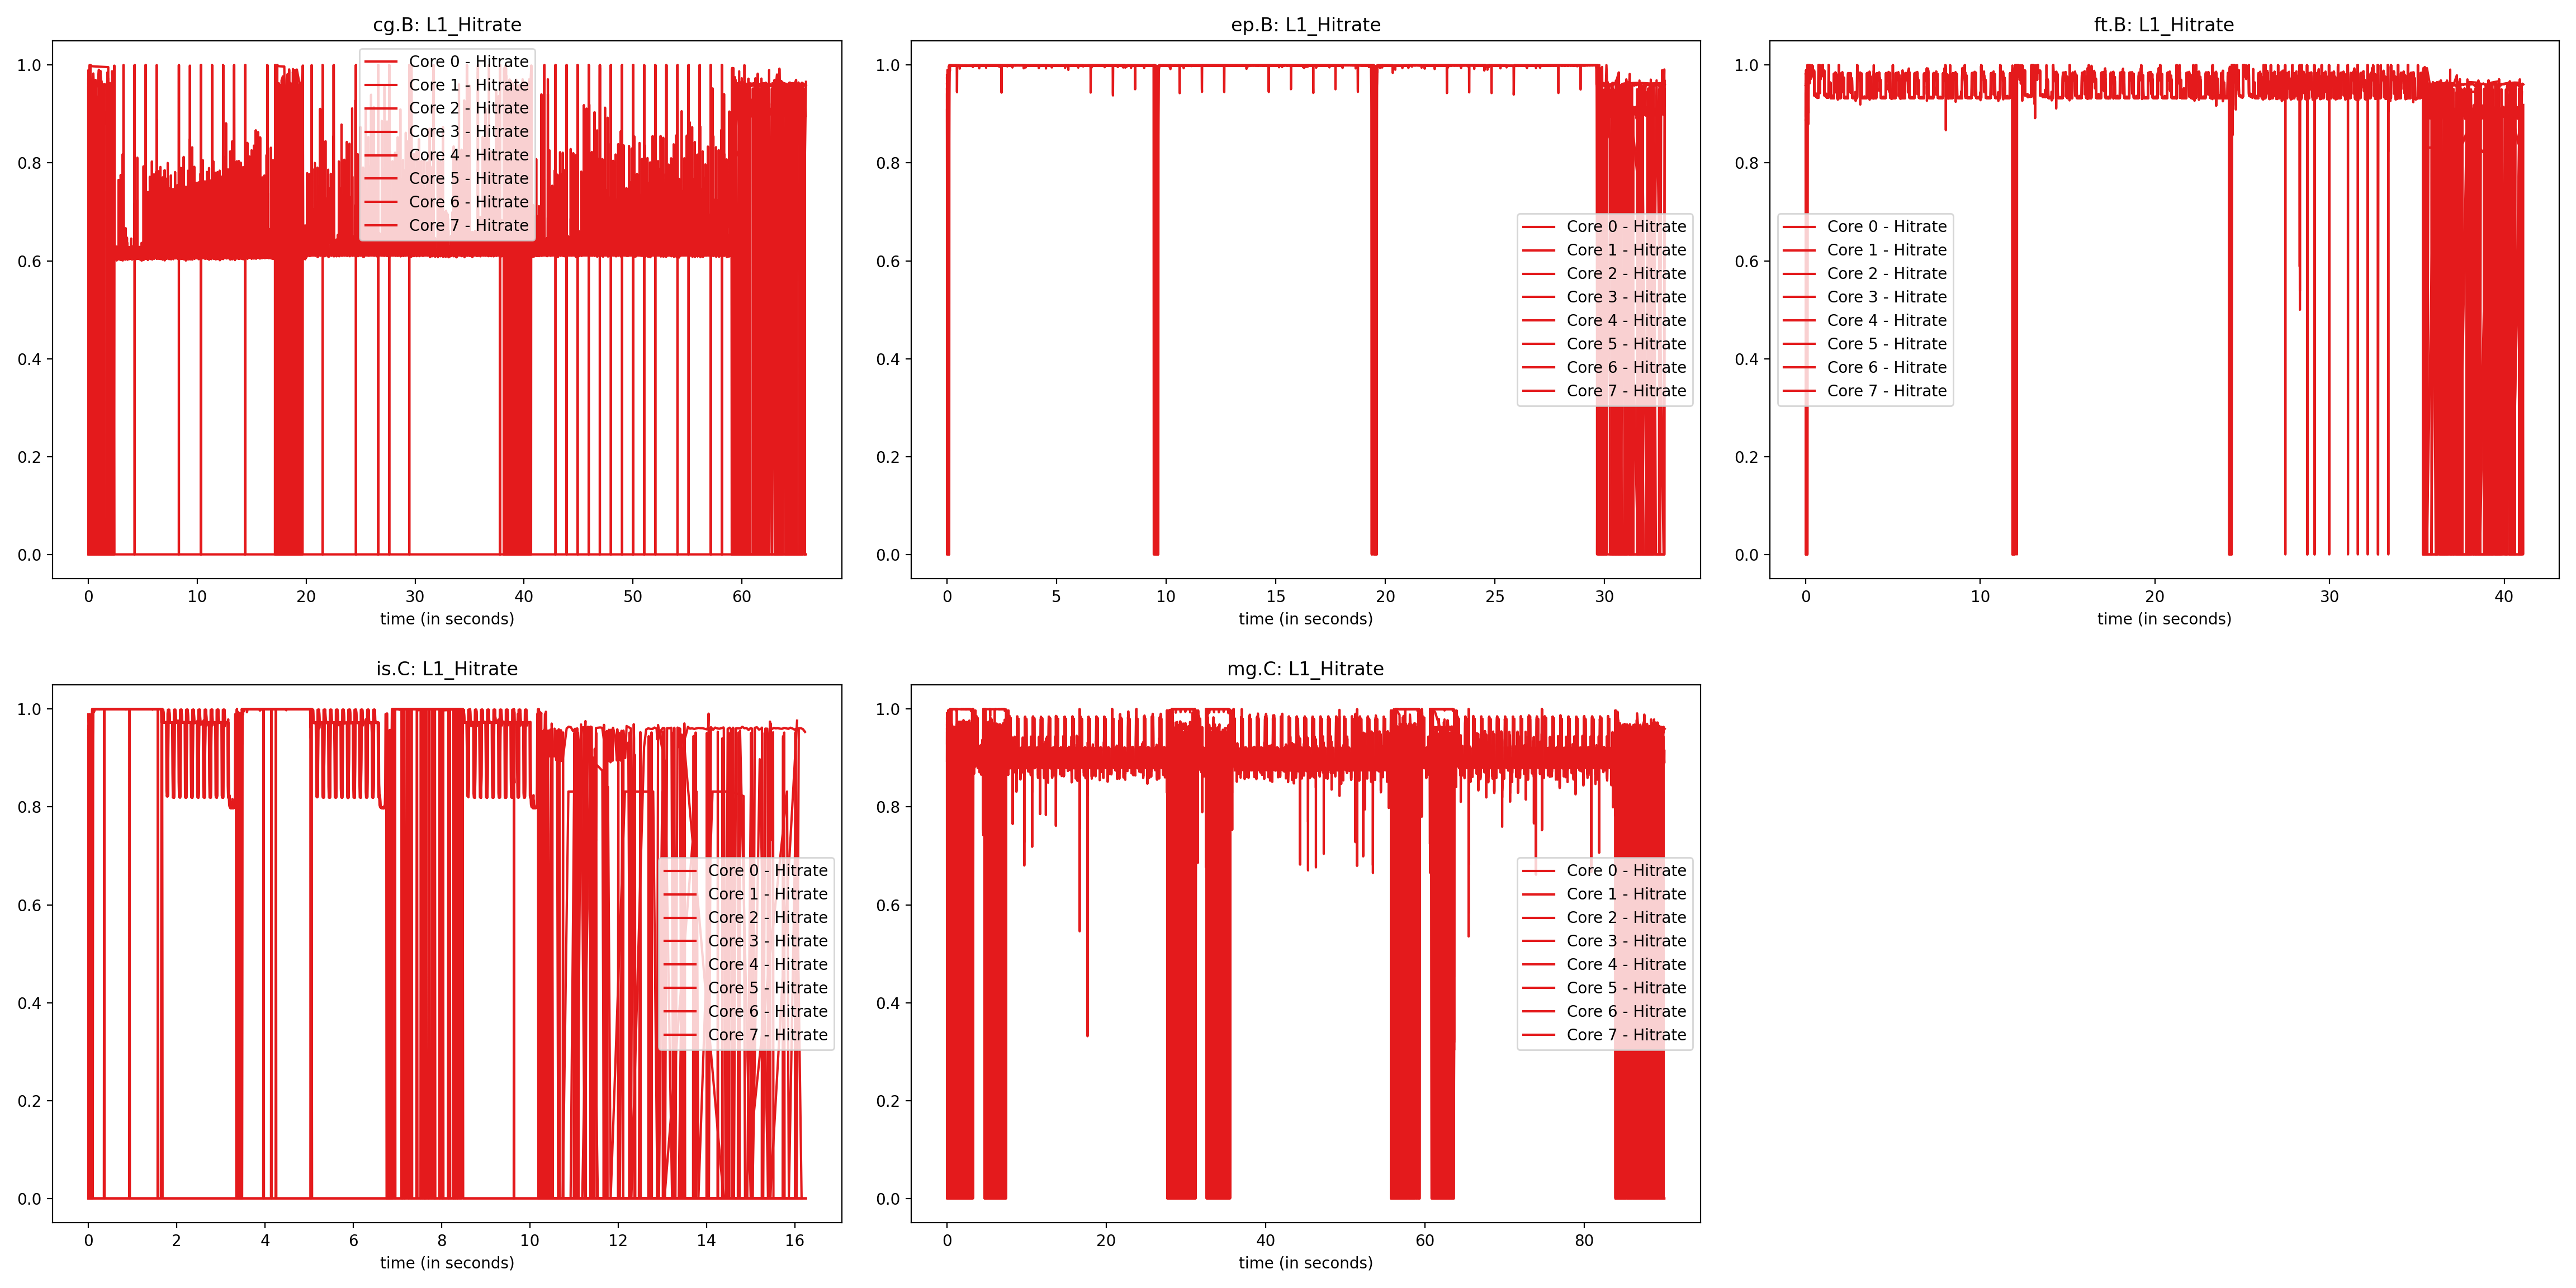 cg.B: L1_Hitrate
1.0
0.8
0.6
0.4
0.2
0.0
Core 0 - Hitrate
Core 1 - Hitrate
Core 2 - Hitrate
Core 3 - Hitrate
Core 4 - Hitrate
Core 5 - Hitrate
Core 6 - Hitrate
Core 7 - Hitrate
0 10 20 30 40 50 60
time (in seconds)
ep.B: L1_Hitrate
1.0
0.8
0.6
0.4
0.2
0.0
Core 0 - Hitrate
Core 1 - Hitrate
Core 2 - Hitrate
Core 3 - Hitrate
Core 4 - Hitrate
Core 5 - Hitrate
Core 6 - Hitrate
Core 7 - Hitrate
0 5 10 15 20 25 30
time (in seconds)
ft.B: L1_Hitrate
1.0
0.8
0.6
0.4
0.2
0.0
Core 0 - Hitrate
Core 1 - Hitrate
Core 2 - Hitrate
Core 3 - Hitrate
Core 4 - Hitrate
Core 5 - Hitrate
Core 6 - Hitrate
Core 7 - Hitrate
0 10 20 30 40
time (in seconds)
is.C: L1_Hitrate
1.0
0.8
0.6
0.4
0.2
0.0
Core 0 - Hitrate
Core 1 - Hitrate
Core 2 - Hitrate
Core 3 - Hitrate
Core 4 - Hitrate
Core 5 - Hitrate
Core 6 - Hitrate
Core 7 - Hitrate
0 2 4 6 8 10 12 14 16
time (in seconds)
mg.C: L1_Hitrate
1.0
0.8
0.6
0.4
0.2
0.0
Core 0 - Hitrate
Core 1 - Hitrate
Core 2 - Hitrate
Core 3 - Hitrate
Core 4 - Hitrate
Core 5 - Hitrate
Core 6 - Hitrate
Core 7 - Hitrate
0 20 40 60 80
time (in seconds)